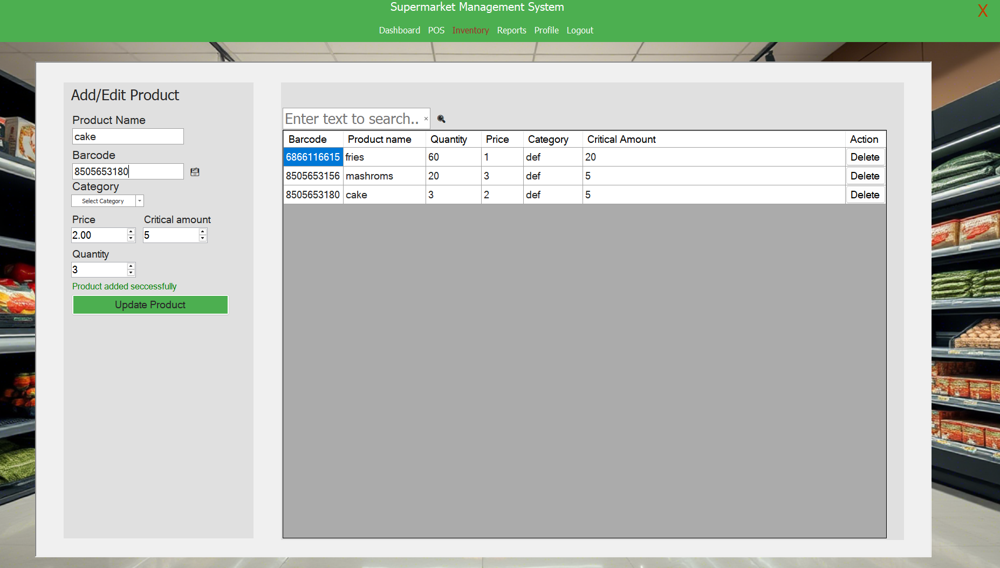 Supermarket Management System
X
Dashboard POS Inventory Reports Profile Logout
Add/Edit Product
Product Name
cake
Barcode
8505653180
Category
Select Category
Price Critical amount
2.00 5
Quantity
3
Product added seccessfully
Update Product
Enter text to search.. ×
Barcode Product name Quantity Price Category Critical Amount Action
6866116615 fries 60 1 def 20 Delete
8505653156 mashroms 20 3 def 5 Delete
8505653180 cake 3 2 def 5 Delete